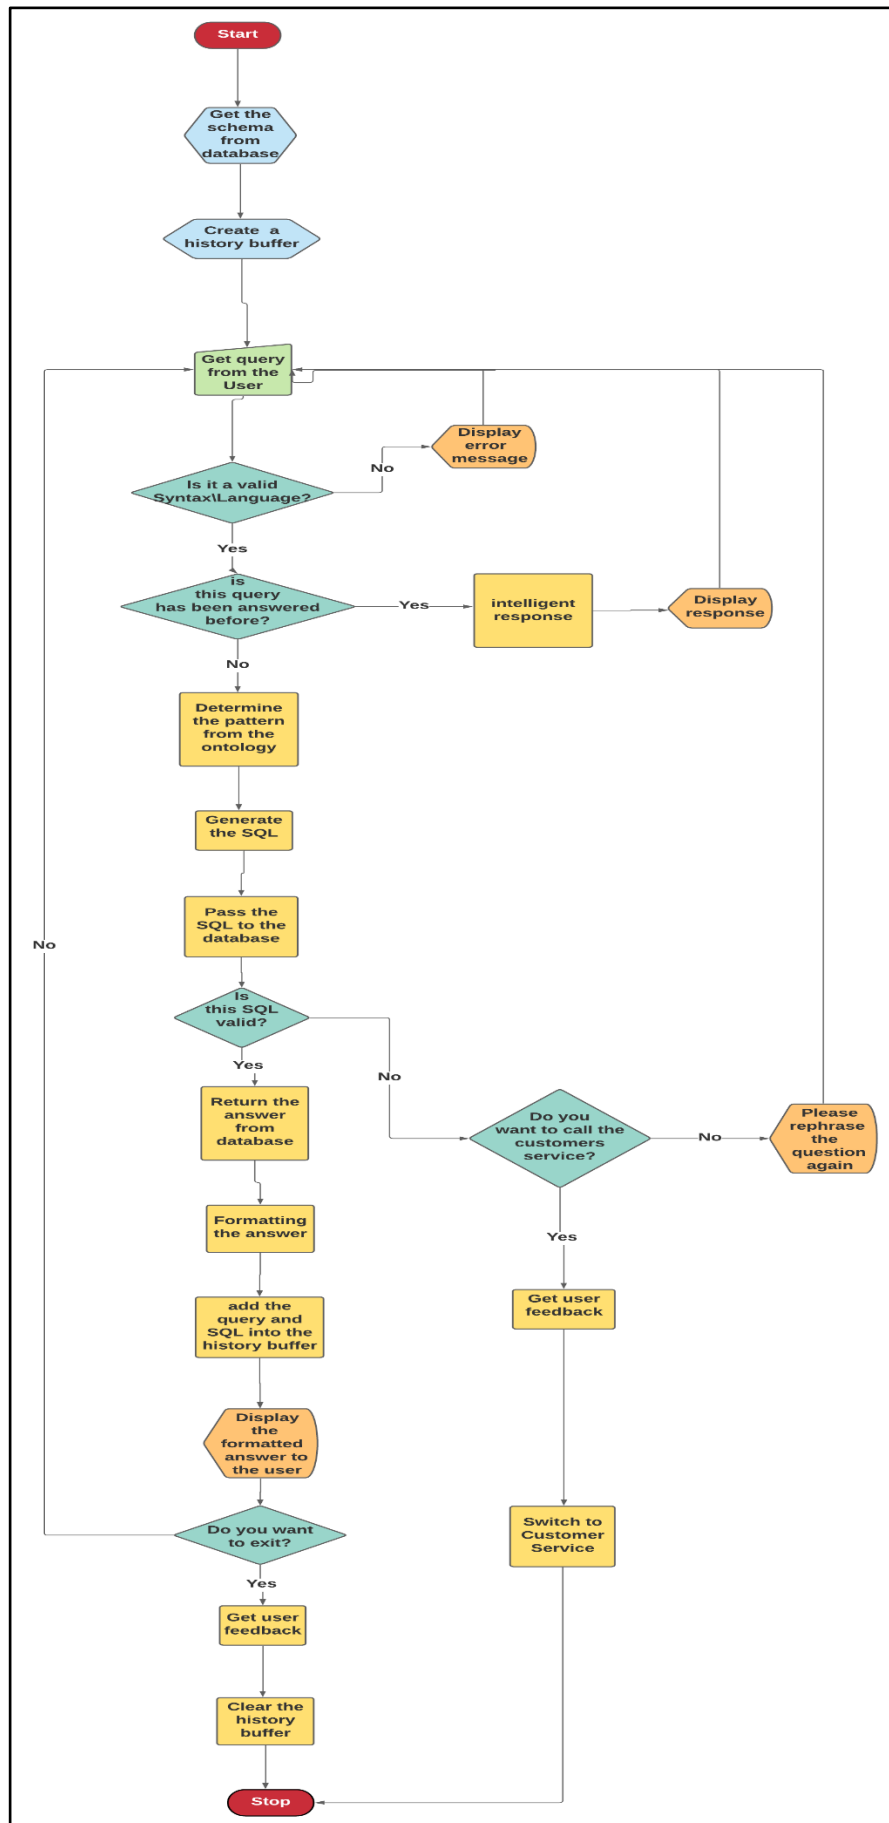 Start
Get the
schema
from
database
Create a
history buffer
Get query
from the
User
Display
error
message
No
Is it a valid
Syntax\Language?
Yes
is
this query
has been answered
before?
Yes
intelligent
response
Display
response
No
Determine
the pattern
from the
ontology
Generate
the SQL
Pass the
SQL to the
database
No
Is
this SQL
valid?
Yes
No
Return the
answer
from
database
Do you
want to call the
customers
service?
No
Please
rephrase
the
question
again
Formatting
the answer
Yes
Get user
feedback
add the
query and
SQL into the
history buffer
Display
the
formatted
answer to
the user
Do you want
to exit?
Switch to
Customer
Service
Yes
Get user
feedback
Clear the
history
buffer
Stop